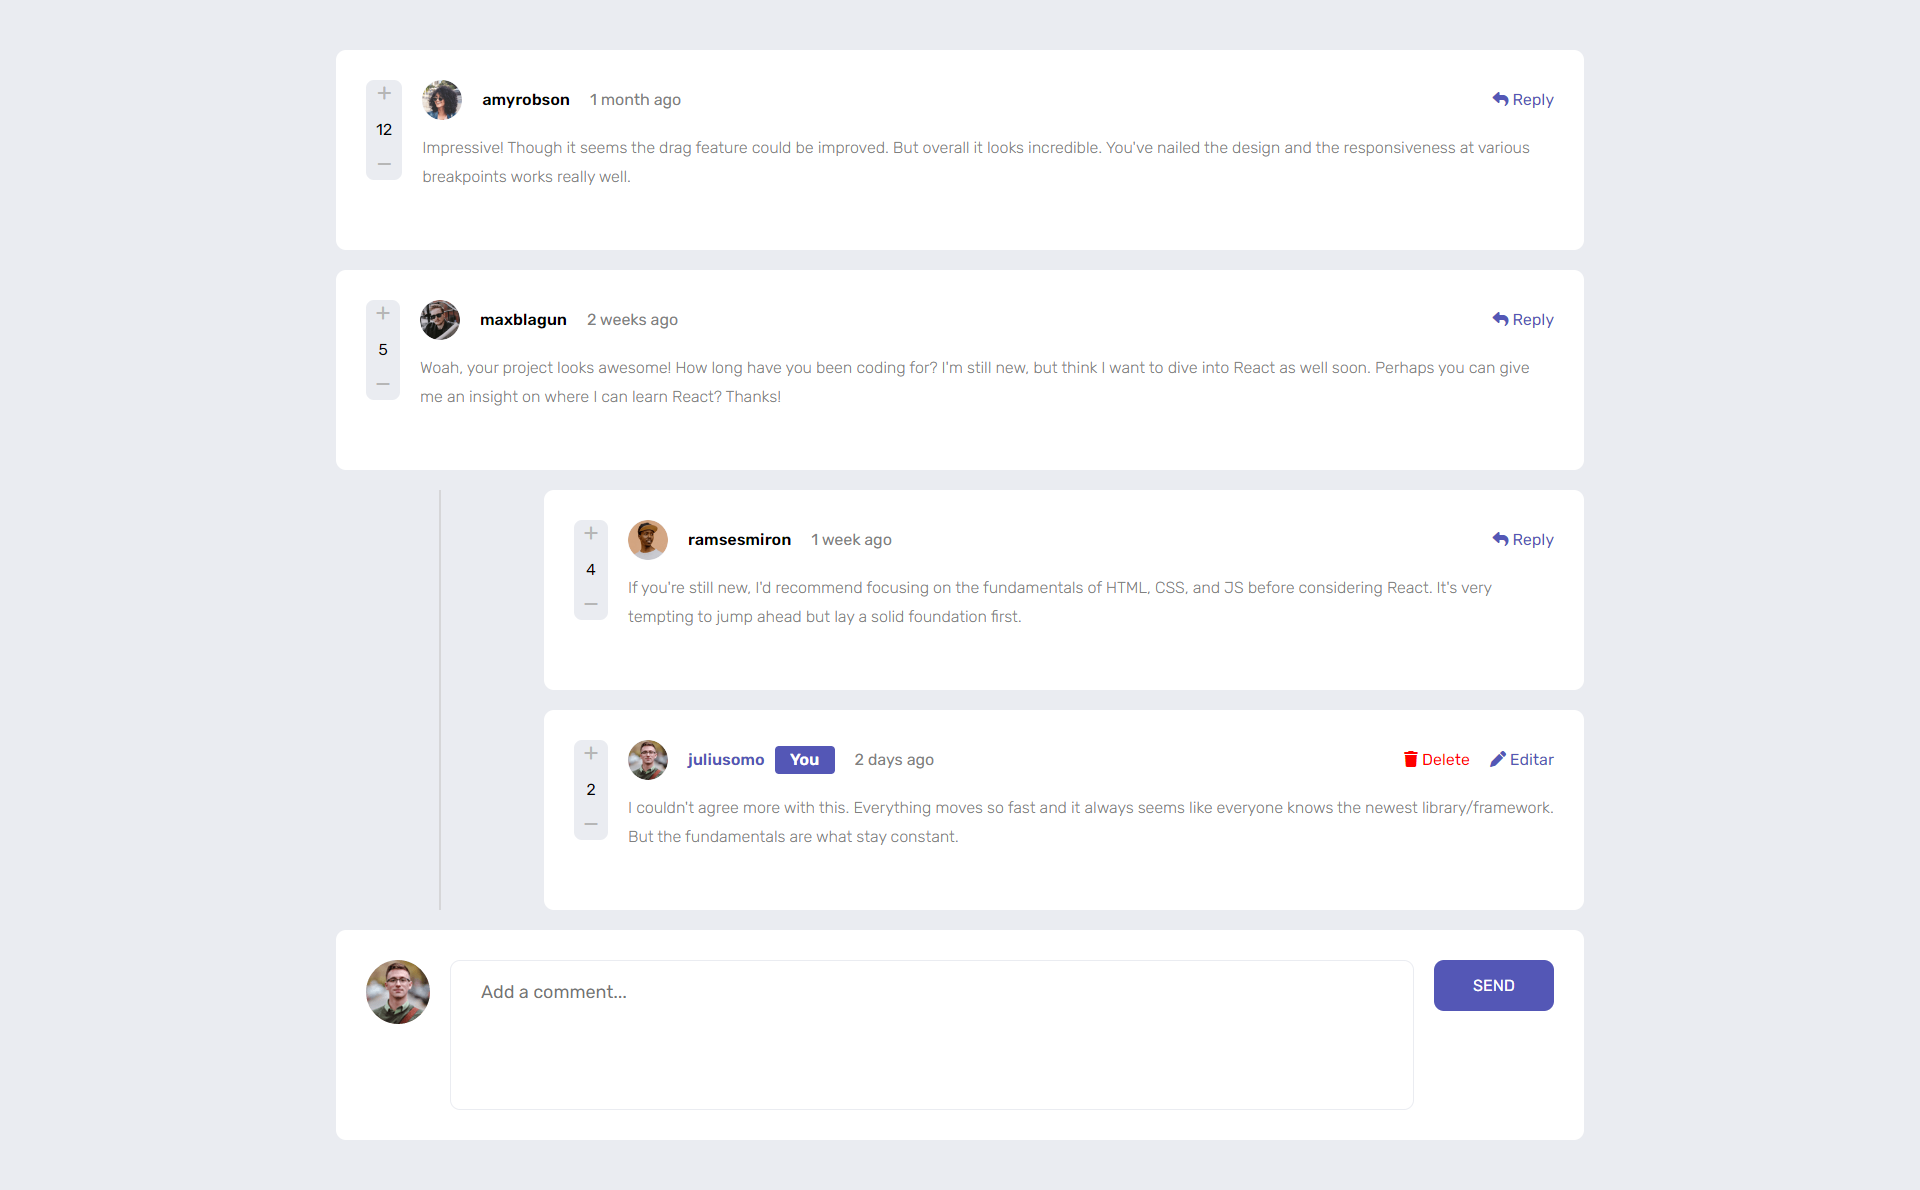 +
12
−
amyrobson 1 month ago Reply
Impressive! Though it seems the drag feature could be improved. But overall it looks incredible. You've nailed the design and the responsiveness at various
breakpoints works really well.
+
5
−
maxblagun 2 weeks ago Reply
Woah, your project looks awesome! How long have you been coding for? I'm still new, but think I want to dive into React as well soon. Perhaps you can give
me an insight on where I can learn React? Thanks!
+
4
−
ramsesmiron 1 week ago Reply
If you're still new, I'd recommend focusing on the fundamentals of HTML, CSS, and JS before considering React. It's very
tempting to jump ahead but lay a solid foundation first.
+
2
−
juliusomo You 2 days ago Delete Editar
I couldn't agree more with this. Everything moves so fast and it always seems like everyone knows the newest library/framework.
But the fundamentals are what stay constant.
Add a comment...
SEND